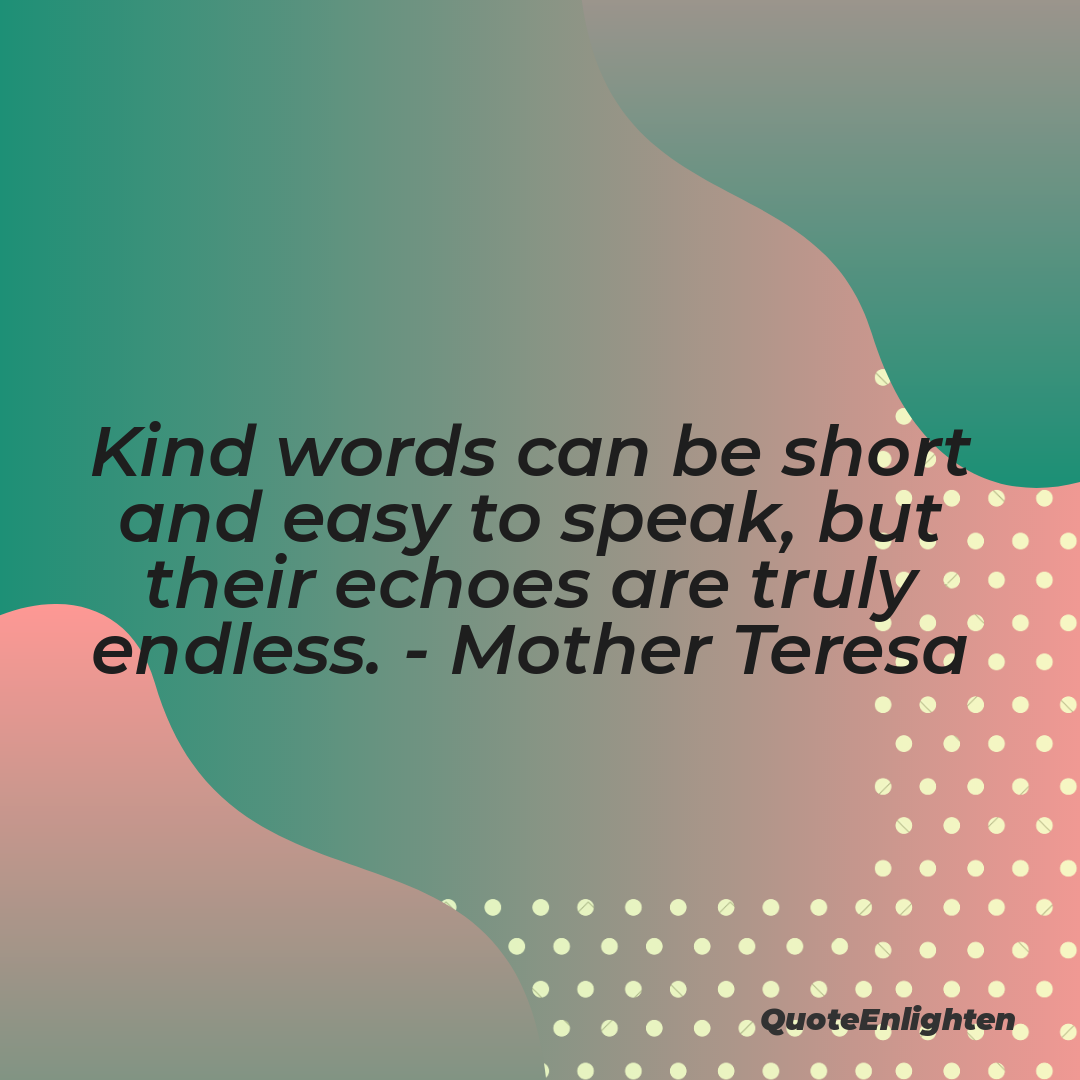 Kind words can be short
and easy to speak, but
their echoes are truly
endless. - Mother Teresa
QuoteEnlighten